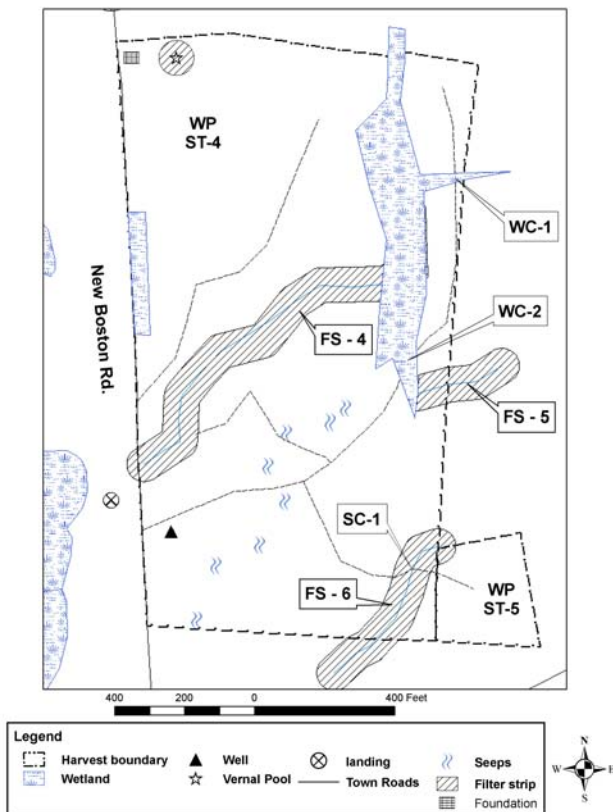 WP
ST-4
WC-1
WC-2
New Boston Rd.
FS - 4
FS - 5
SC-1
FS - 6
WP
ST-5
400 200 0 400 Feet
Legend
Harvest boundary
Well
landing
Seeps
Wetland
Vernal Pool
Town Roads
Filter strip
Foundation
N
W E
S